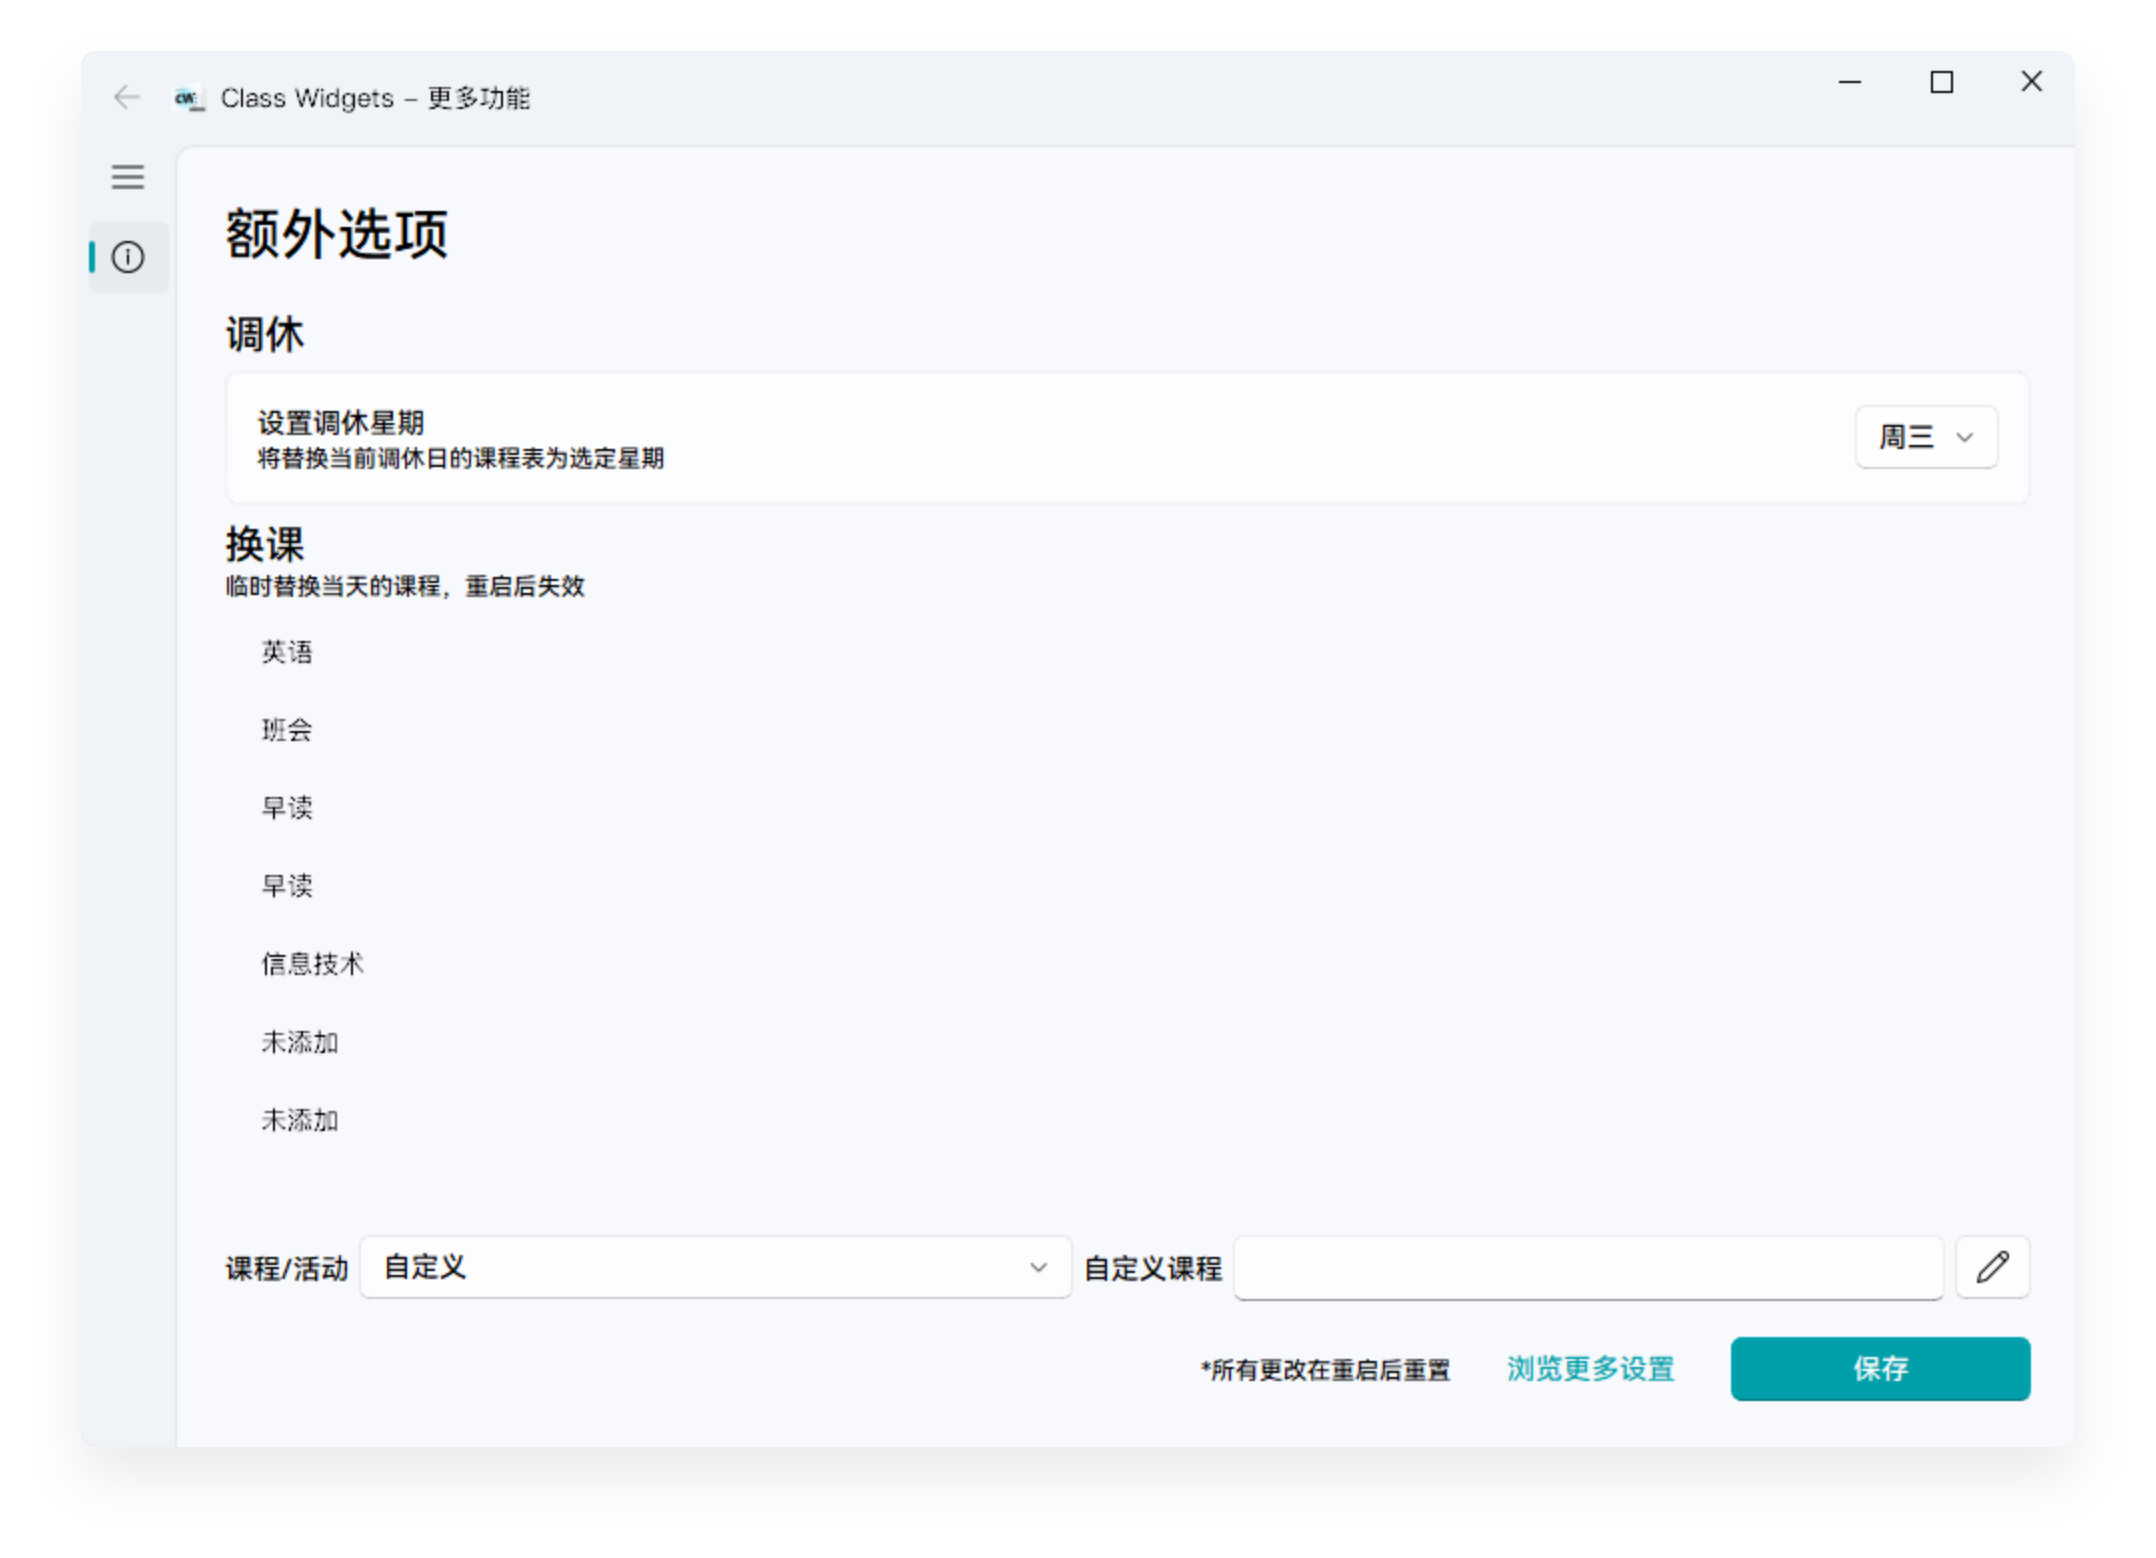 Class Widgets – 更多功能
额外选项
调休
设置调休星期
将替换当前调休日的课程表为选定星期
周三
换课
临时替换当天的课程，重启后失效
英语
班会
早读
早读
信息技术
未添加
未添加
课程/活动 自定义 自定义课程
*所有更改在重启后重置 浏览更多设置 保存